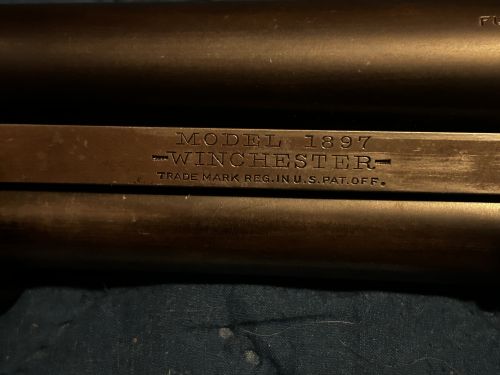 MODEL 1897
-WINCHESTER-
TRADE MARK REG. IN U.S. PAT. OFF.